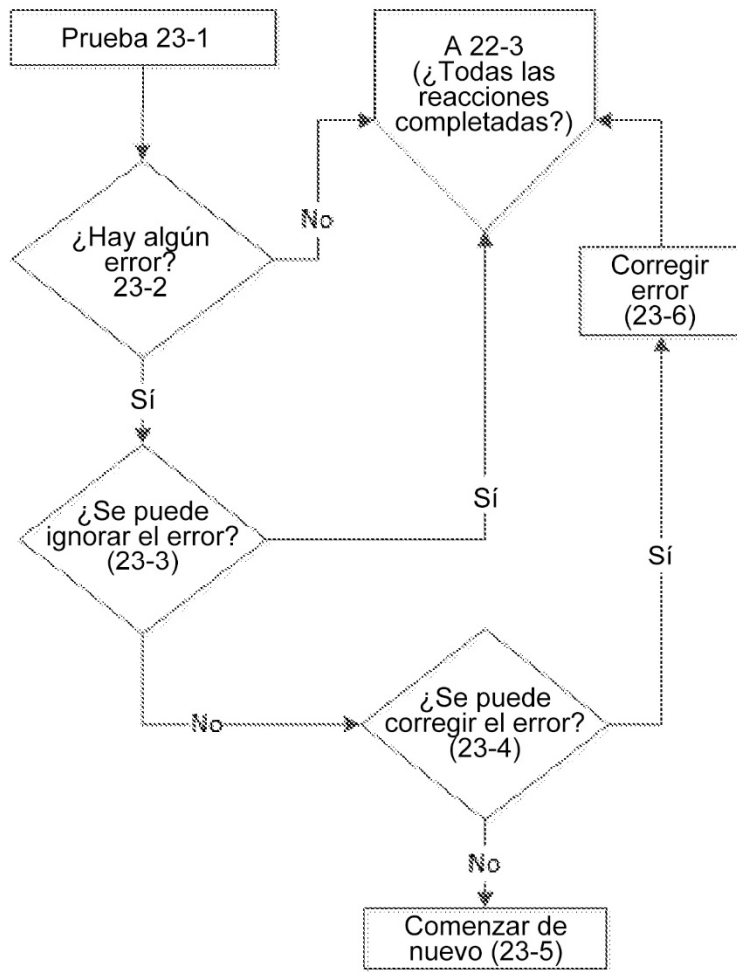 Prueba 23-1
A 22-3
(¿Todas las
reacciones
completadas?)
No
¿Hay algún
error?
23-2
Corregir
error
(23-6)
Sí
¿Se puede
ignorar el error?
(23-3)
Sí
Sí
¿Se puede
corregir el error?
(23-4)
No
No
Comenzar de
nuevo (23-5)